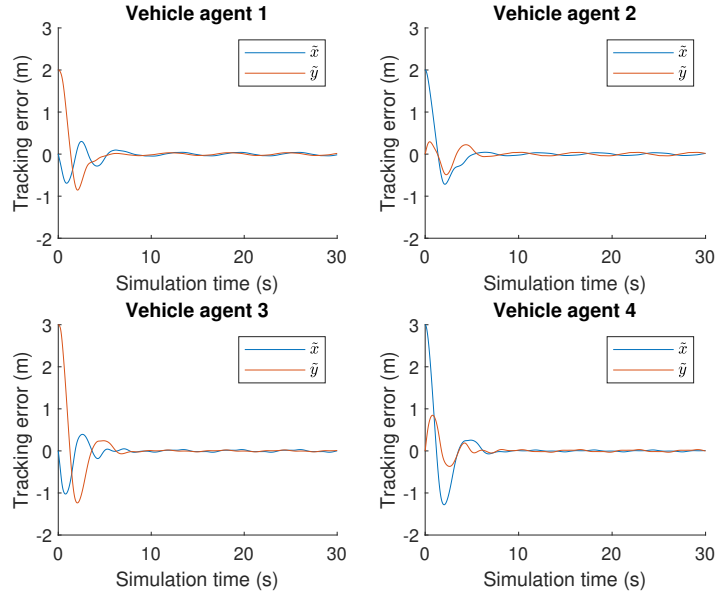 Vehicle agent 1
Tracking error (m)
3
2
1
0
-1
-2
x̃
ỹ
0 10 20 30
Simulation time (s)
Vehicle agent 2
Tracking error (m)
3
2
1
0
-1
-2
x̃
ỹ
0 10 20 30
Simulation time (s)
Vehicle agent 3
Tracking error (m)
3
2
1
0
-1
-2
x̃
ỹ
0 10 20 30
Simulation time (s)
Vehicle agent 4
Tracking error (m)
3
2
1
0
-1
-2
x̃
ỹ
0 10 20 30
Simulation time (s)